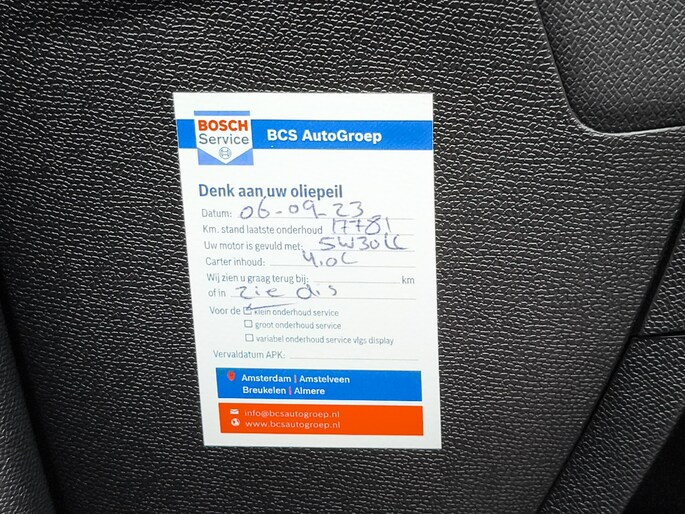 BOSCH
Service
BCS AutoGroep
Denk aan uw oliepeil
Datum: 06-09-23
Km. stand laatste onderhoud 17781
Uw motor is gevuld met: 5W30LL
Carter inhoud: 4.0L
Wij zien u graag terug bij: km
of in zie dis
Voor de klein onderhoud service
groot onderhoud service
variabel onderhoud service vlgs display
Vervaldatum APK:
Amsterdam | Amstelveen
Breukelen | Almere
info@bcsautogroep.nl
www.bcsautogroep.nl